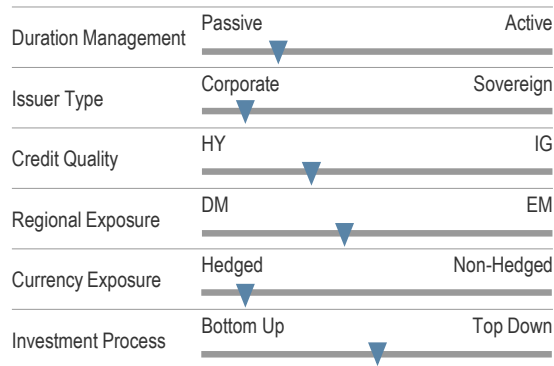 Passive Active
Duration Management
Corporate Sovereign
Issuer Type
HY IG
Credit Quality
DM EM
Regional Exposure
Hedged Non-Hedged
Currency Exposure
Bottom Up Top Down
Investment Process